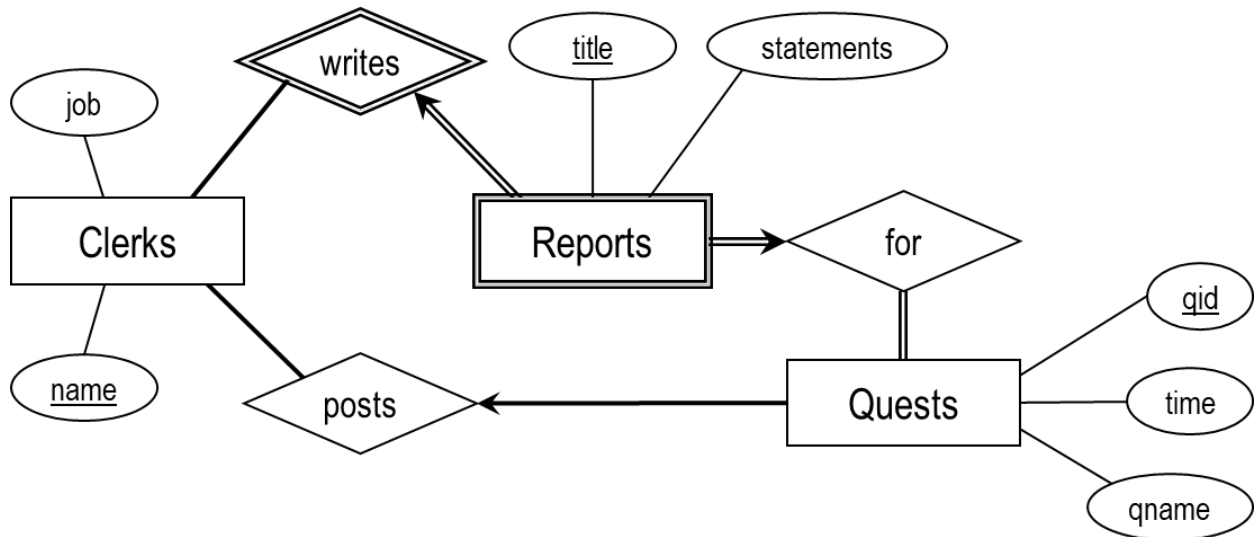 writes
title
statements
job
Clerks
Reports
for
qid
name
posts
Quests
time
qname